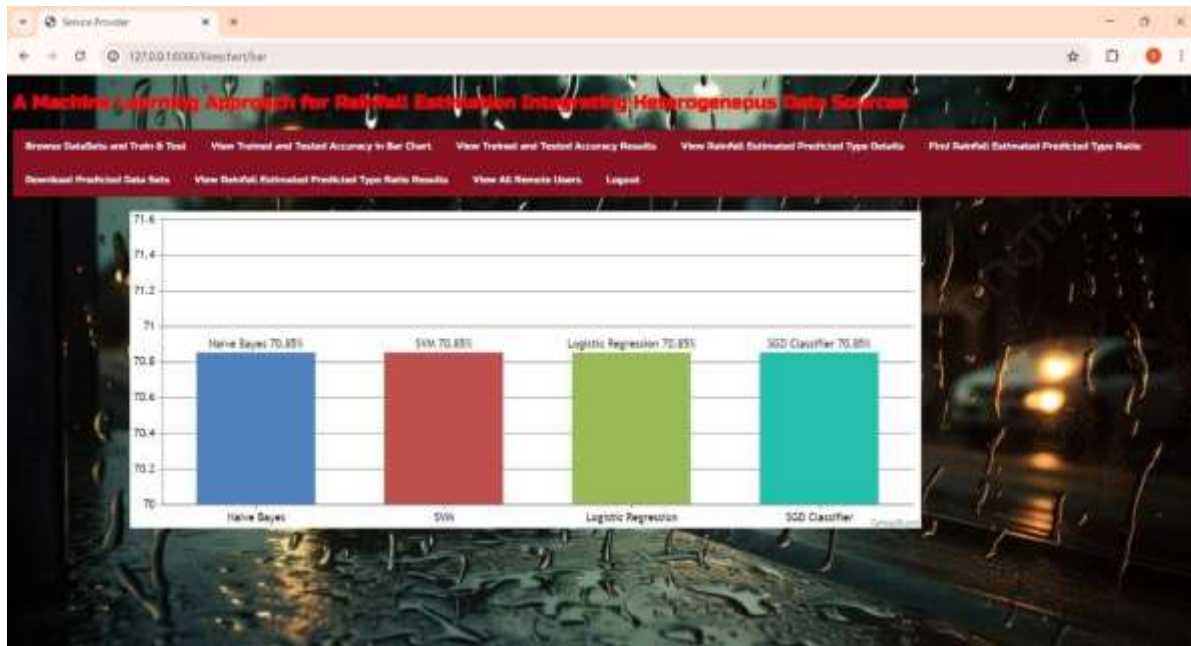 Service Provider
127.0.0.1:8000/likeschart/bar
A Machine Learning Approach for Rainfall Estimation Integrating Heterogeneous Data Sources
Browse DataSets and Train & Test View Trained and Tested Accuracy in Bar Chart View Trained and Tested Accuracy Results View Rainfall Estimated Predicted Type Details Find Rainfall Estimated Predicted Type Ratio
Download Predicted Data Sets View Rainfall Estimated Predicted Type Ratio Results View All Remote Users Logout
71.6
71.4
71.2
71
Naive Bayes 70.85% SVM 70.85% Logistic Regression 70.85% SGD Classifier 70.85%
70.8
70.6
70.4
70.2
70
Naive Bayes SVM Logistic Regression SGD Classifier